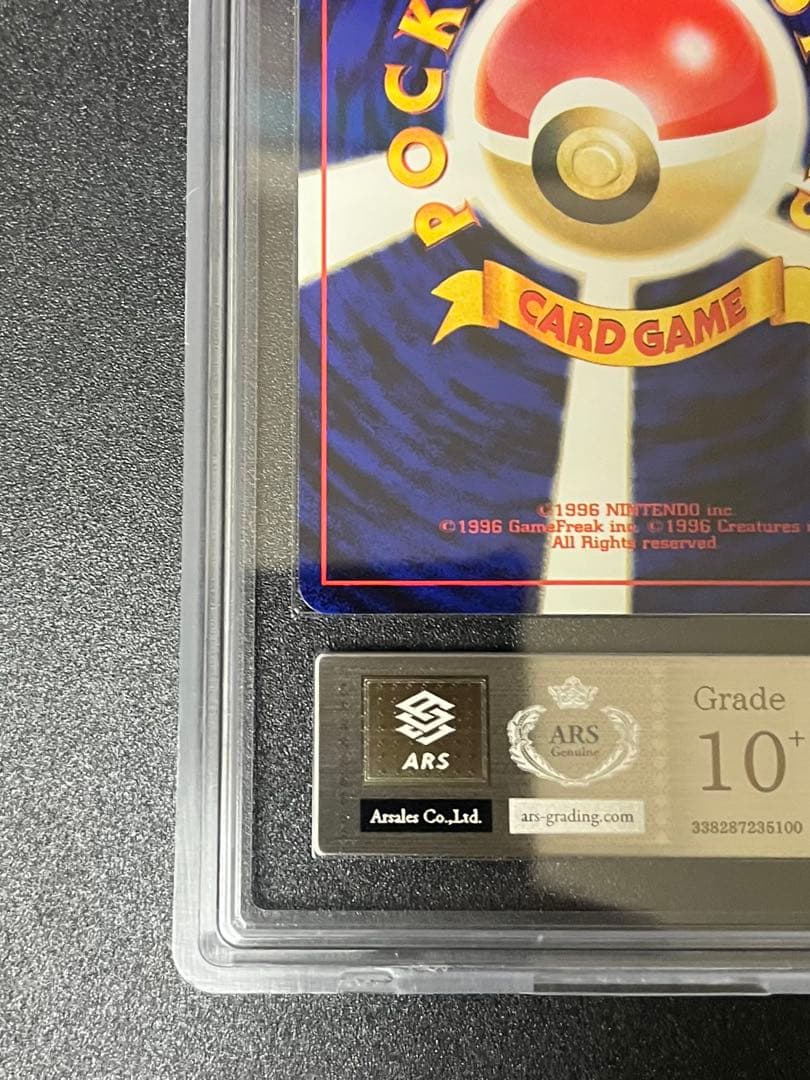 POCK
CARD GAME
©1996 NINTENDO inc.
©1996 GameFreak inc. ©1996 Creatures
All Rights reserved
ARS
Arsales Co.,Ltd.
ARS
Genuine
ars-grading.com
Grade
10+
338287235100